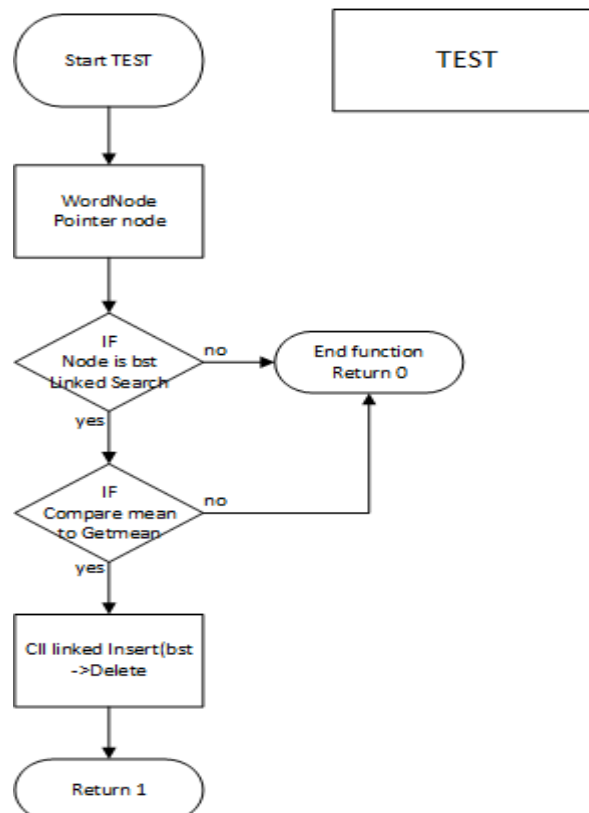 Start TEST
TEST
WordNode
Pointer node
IF
Node is bst
Linked Search
no
End function
Return 0
yes
IF
Compare mean
to Getmean
no
yes
Cll linked Insert(bst
->Delete
Return 1